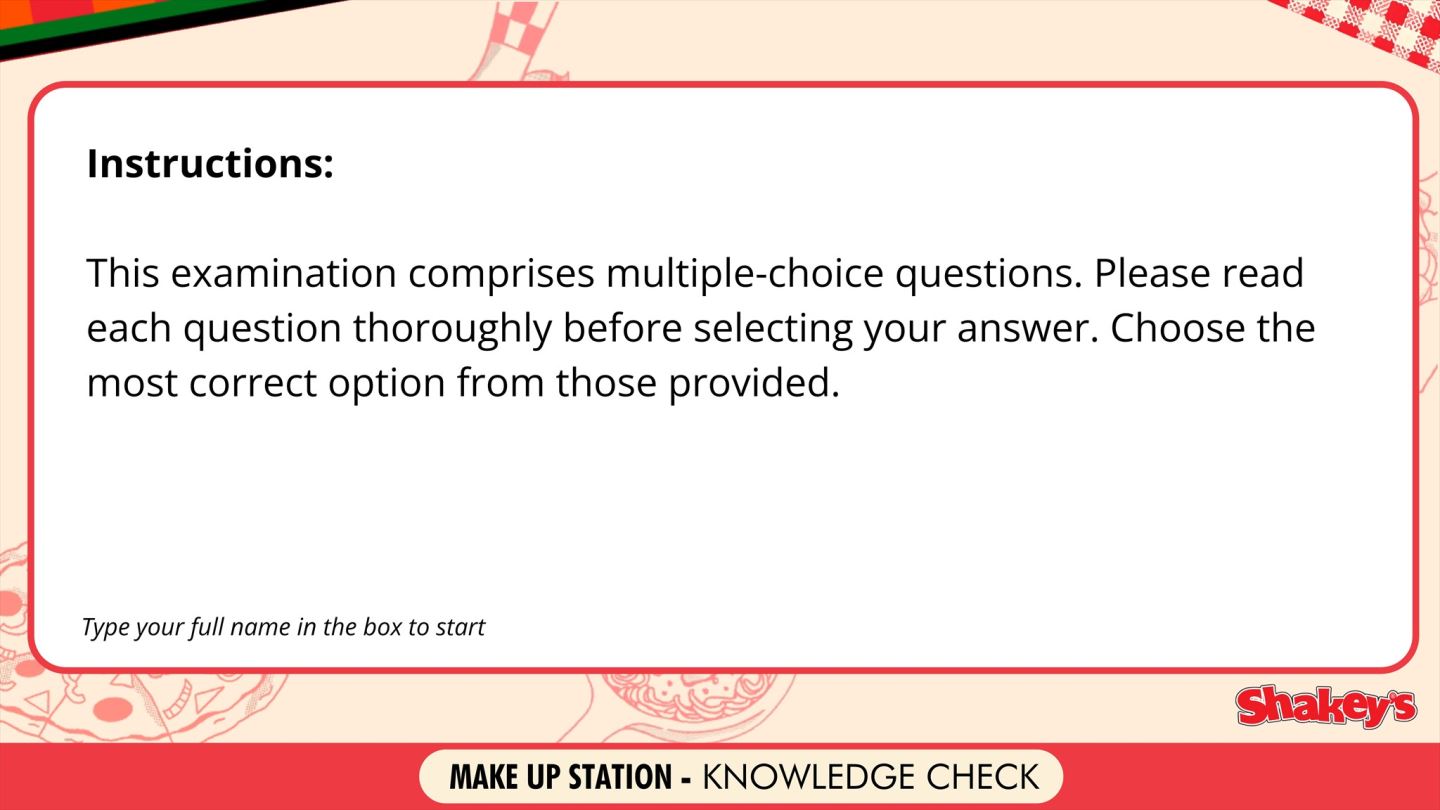 Instructions:
This examination comprises multiple-choice questions. Please read
each question thoroughly before selecting your answer. Choose the
most correct option from those provided.
Type your full name in the box to start
Shakey's
MAKE UP STATION - KNOWLEDGE CHECK